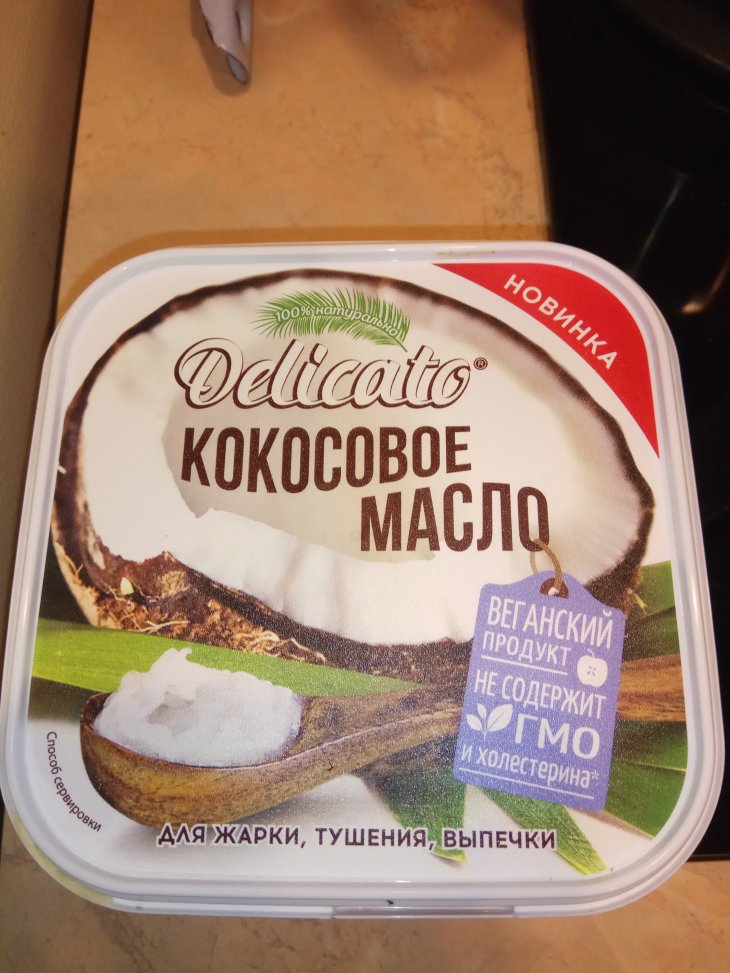 НОВИНКА
100% натурально!
Delicato®
КОКОСОВОЕ
МАСЛО
ВЕГАНСКИЙ
ПРОДУКТ
НЕ СОДЕРЖИТ
ГМО
И ХОЛЕСТЕРИНА*
Способ сервировки
ДЛЯ ЖАРКИ, ТУШЕНИЯ, ВЫПЕЧКИ